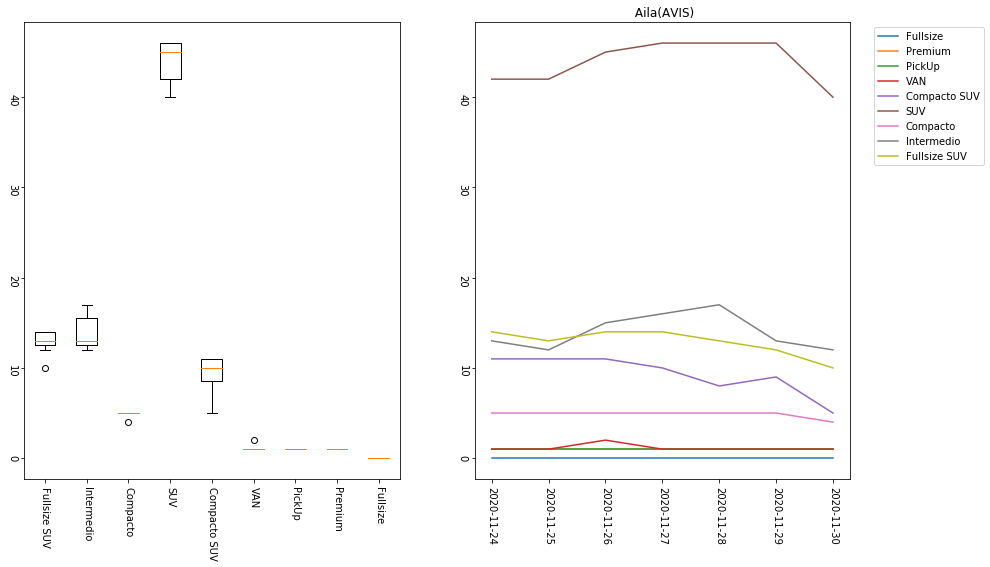 40
30
20
10
0
Fullsize SUV
Intermedio
Compacto
SUV
Compacto SUV
VAN
PickUp
Premium
Fullsize
Aila(AVIS)
40
30
20
10
0
2020-11-24
2020-11-25
2020-11-26
2020-11-27
2020-11-28
2020-11-29
2020-11-30
Fullsize
Premium
PickUp
VAN
Compacto SUV
SUV
Compacto
Intermedio
Fullsize SUV